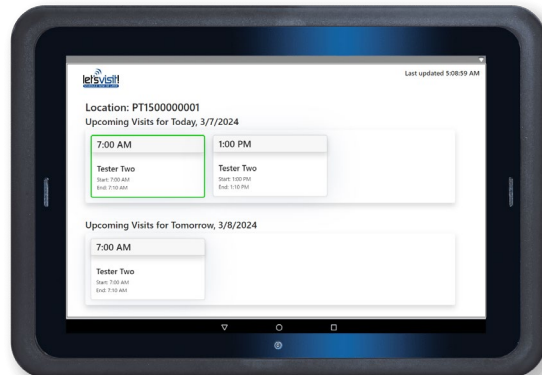 let'svisit!
Last updated 5:08:59 AM
Location: PT1500000001
Upcoming Visits for Today, 3/7/2024
7:00 AM
Tester Two
Start: 7:00 AM
End: 7:10 AM
1:00 PM
Tester Two
Start: 1:00 PM
End: 1:10 PM
Upcoming Visits for Tomorrow, 3/8/2024
7:00 AM
Tester Two
Start: 7:00 AM
End: 7:10 AM